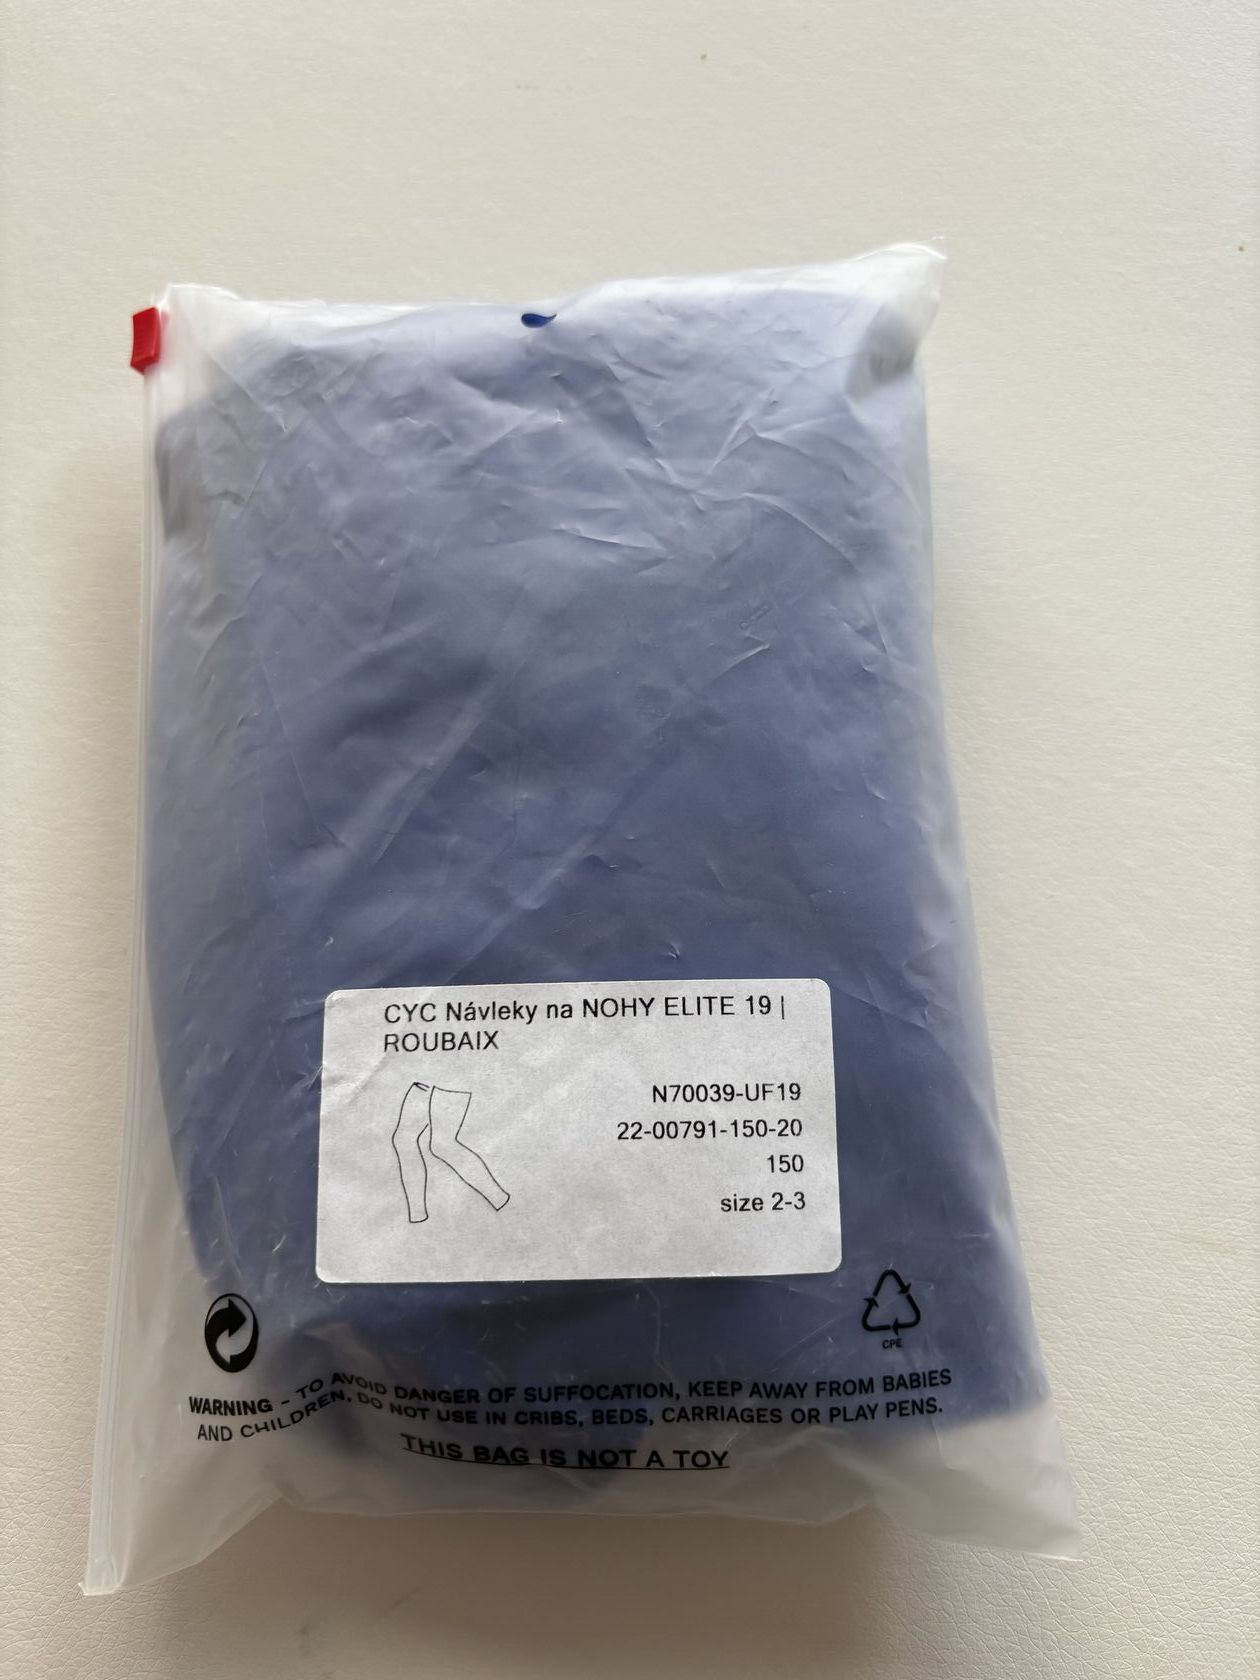 CYC Návleky na NOHY ELITE 19 |
ROUBAIX
N70039-UF19
22-00791-150-20
150
size 2-3
CPE
WARNING - TO AVOID DANGER OF SUFFOCATION, KEEP AWAY FROM BABIES
AND CHILDREN. DO NOT USE IN CRIBS, BEDS, CARRIAGES OR PLAY PENS.
THIS BAG IS NOT A TOY